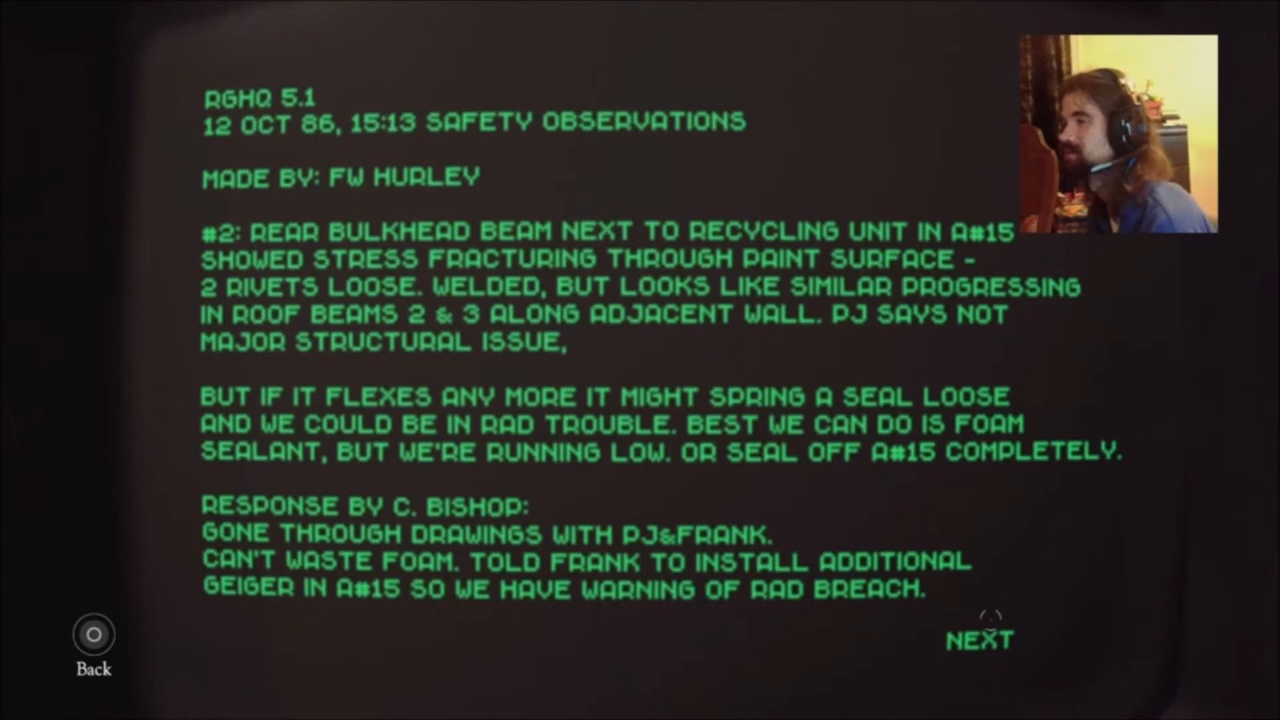 RGHQ 5.1
12 OCT 86, 15:13 SAFETY OBSERVATIONS
MADE BY: FW HURLEY
#2: REAR BULKHEAD BEAM NEXT TO RECYCLING UNIT IN A#15
SHOWED STRESS FRACTURING THROUGH PAINT SURFACE -
2 RIVETS LOOSE. WELDED, BUT LOOKS LIKE SIMILAR PROGRESSING
IN ROOF BEAMS 2 & 3 ALONG ADJACENT WALL. PJ SAYS NOT
MAJOR STRUCTURAL ISSUE,
BUT IF IT FLEXES ANY MORE IT MIGHT SPRING A SEAL LOOSE
AND WE COULD BE IN RAD TROUBLE. BEST WE CAN DO IS FOAM
SEALANT, BUT WE'RE RUNNING LOW. OR SEAL OFF A#15 COMPLETELY.
RESPONSE BY C. BISHOP:
GONE THROUGH DRAWINGS WITH PJ&FRANK.
CAN'T WASTE FOAM. TOLD FRANK TO INSTALL ADDITIONAL
GEIGER IN A#15 SO WE HAVE WARNING OF RAD BREACH.
NEXT
Back